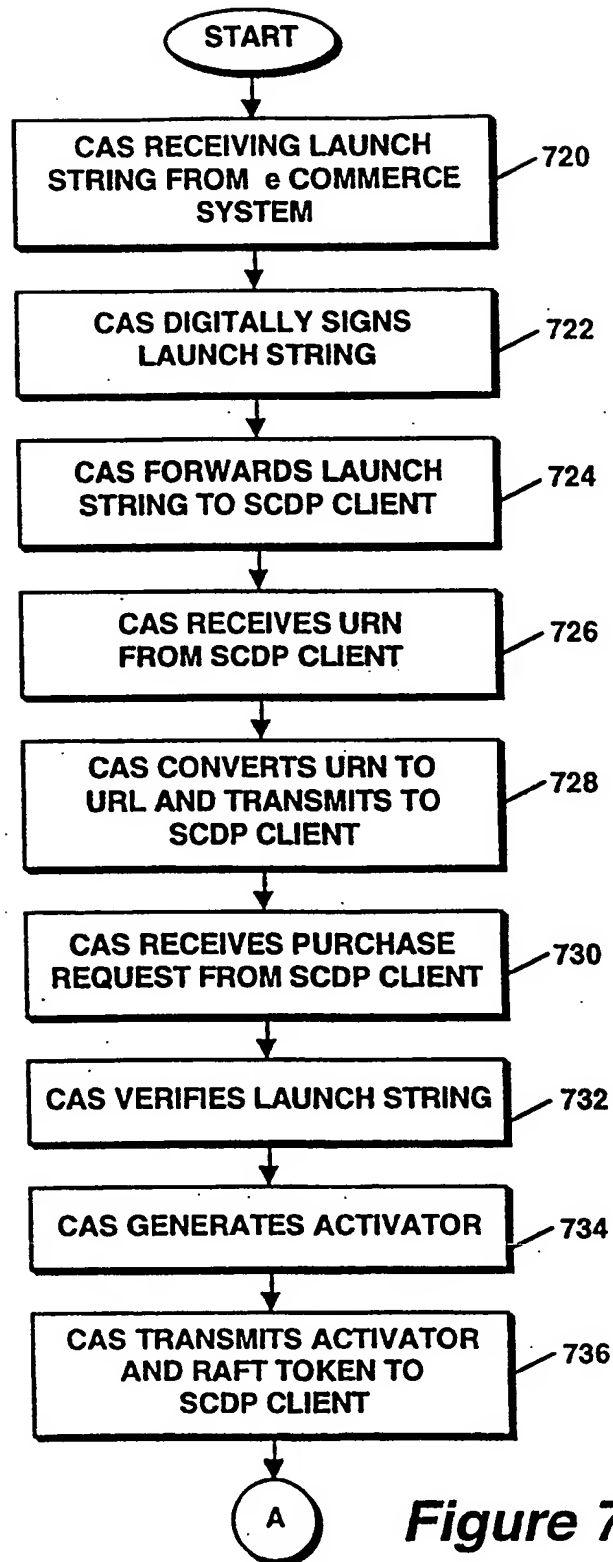 START
CAS RECEIVING LAUNCH
STRING FROM e COMMERCE
SYSTEM
720
CAS DIGITALLY SIGNS
LAUNCH STRING
722
CAS FORWARDS LAUNCH
STRING TO SCDP CLIENT
724
CAS RECEIVES URN
FROM SCDP CLIENT
726
CAS CONVERTS URN TO
URL AND TRANSMITS TO
SCDP CLIENT
728
CAS RECEIVES PURCHASE
REQUEST FROM SCDP CLIENT
730
CAS VERIFIES LAUNCH STRING
732
CAS GENERATES ACTIVATOR
734
CAS TRANSMITS ACTIVATOR
AND RAFT TOKEN TO
SCDP CLIENT
736
A
Figure 7